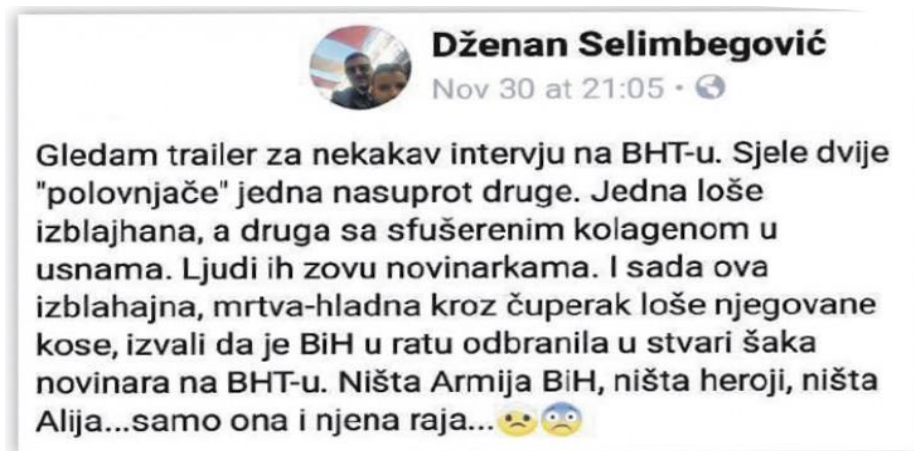 Dženan Selimbegović
Nov 30 at 21:05 ·
Gledam trailer za nekakav intervju na BHT-u. Sjele dvije
"polovnjače" jedna nasuprot druge. Jedna loše
izblajhana, a druga sa sfušerenim kolagenom u
usnama. Ljudi ih zovu novinarkama. I sada ova
izblahajna, mrtva-hladna kroz čuperak loše njegovane
kose, izvali da je BiH u ratu odbranila u stvari šaka
novinara na BHT-u. Ništa Armija BiH, ništa heroji, ništa
Alija...samo ona i njena raja...